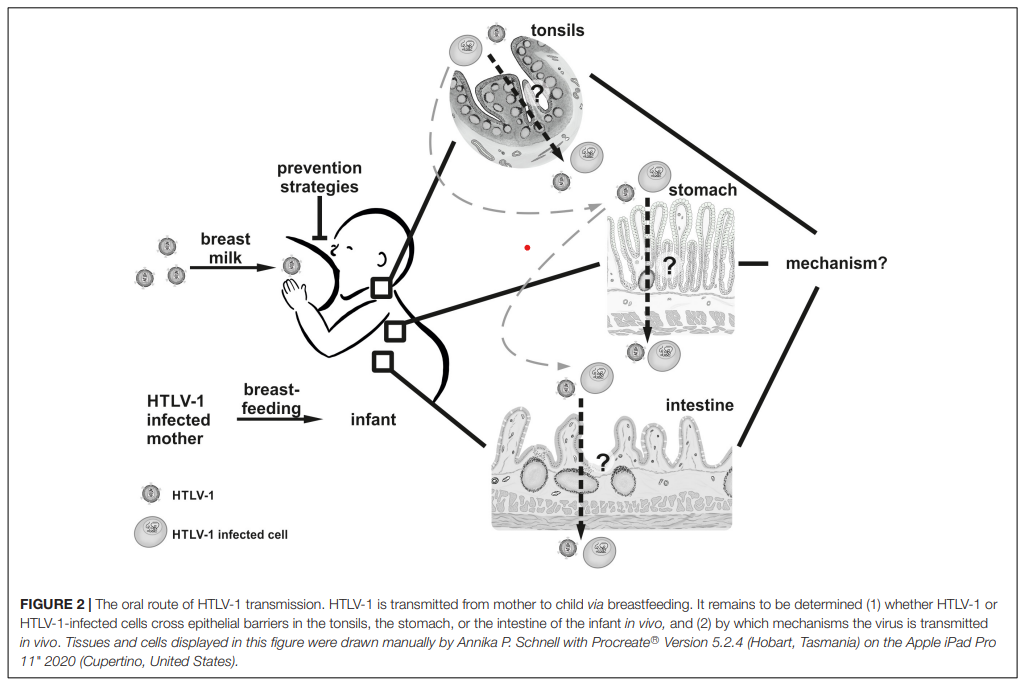 tonsils
?
prevention
strategies
stomach
breast
milk
?
mechanism?
HTLV-1
infected
mother
breast-
feeding
infant
intestine
?
HTLV-1
HTLV-1 infected cell
FIGURE 2 | The oral route of HTLV-1 transmission. HTLV-1 is transmitted from mother to child via breastfeeding. It remains to be determined (1) whether HTLV-1 or
HTLV-1-infected cells cross epithelial barriers in the tonsils, the stomach, or the intestine of the infant in vivo, and (2) by which mechanisms the virus is transmitted
in vivo. Tissues and cells displayed in this figure were drawn manually by Annika P. Schnell with Procreate® Version 5.2.4 (Hobart, Tasmania) on the Apple iPad Pro
11" 2020 (Cupertino, United States).